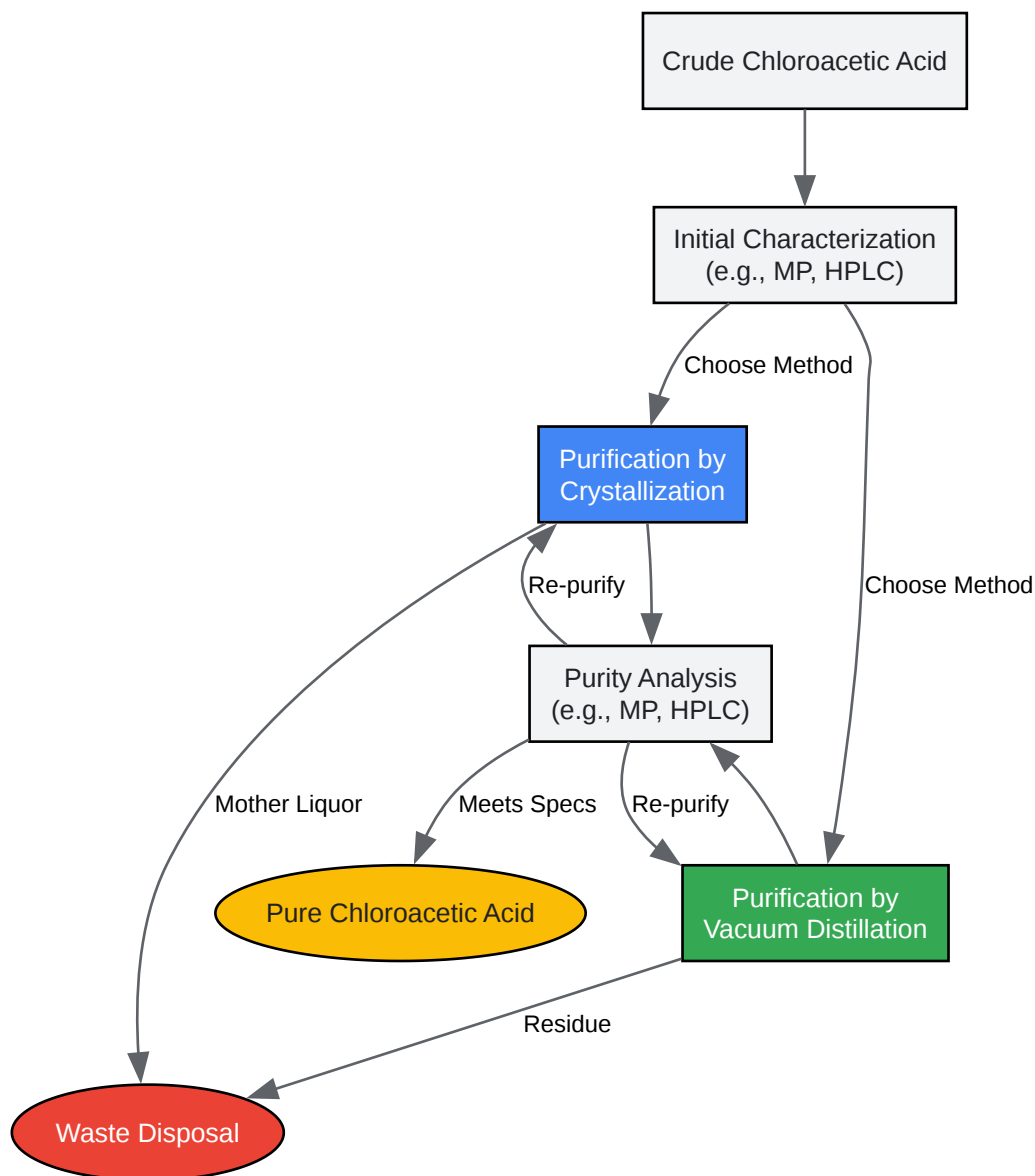 Crude Chloroacetic Acid
Initial Characterization
(e.g., MP, HPLC)
Choose Method
Purification by
Crystallization
Choose Method
Re-purify
Purity Analysis
(e.g., MP, HPLC)
Mother Liquor
Meets Specs
Re-purify
Pure Chloroacetic Acid
Purification by
Vacuum Distillation
Residue
Waste Disposal